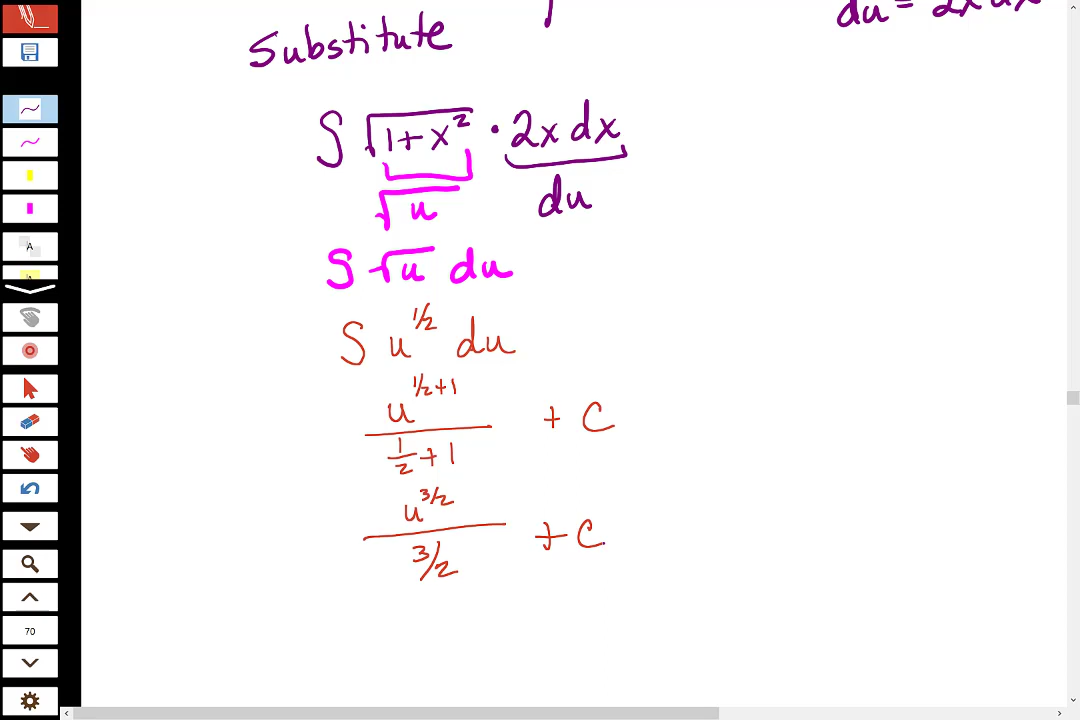 du = 2x dx
Substitute
∫ √(1+x²) · 2x dx
√u du
∫ √u du
∫ u^(1/2) du
u^(1/2+1) / (1/2 + 1) + C
u^(3/2) / (3/2) + C
A
70